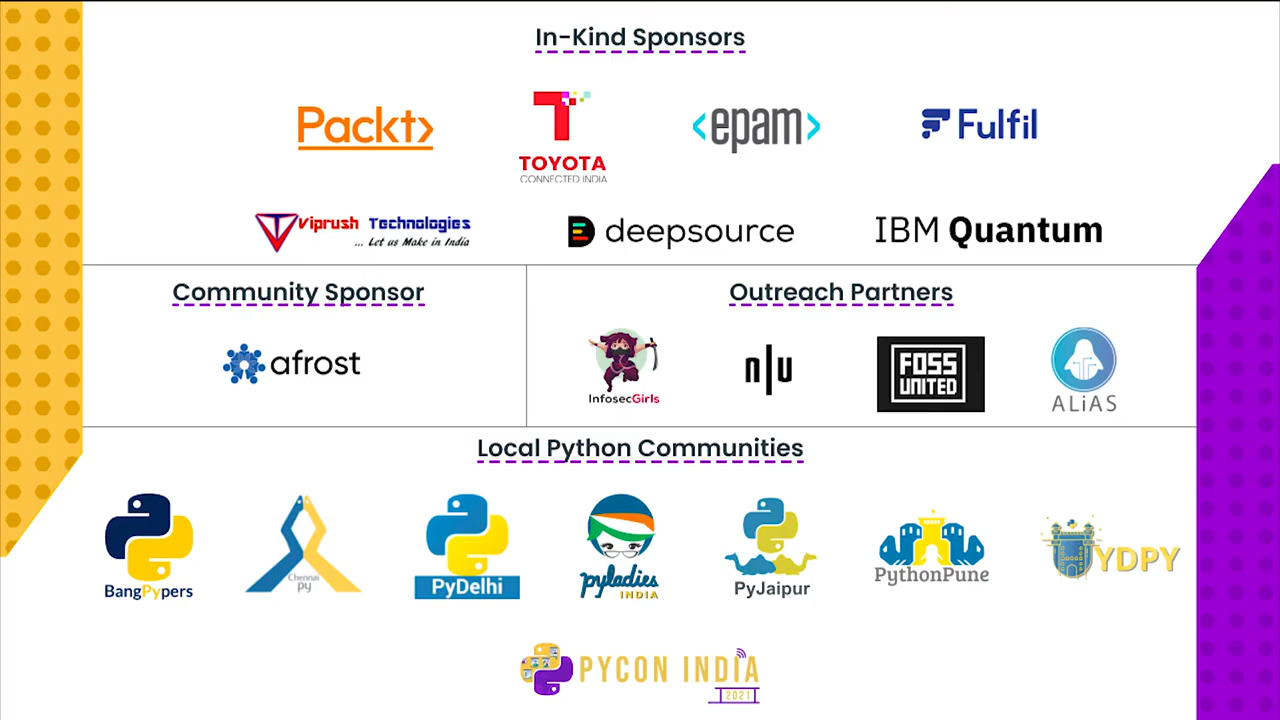 In-Kind Sponsors
Packt
TOYOTA
CONNECTED INDIA
<epam>
Fulfil
Viprush Technologies
... Let us Make in India
deepsource
IBM Quantum
Community Sponsor
Outreach Partners
afrost
InfosecGirls
n|u
FOSS
UNITED
ALiAS
Local Python Communities
BangPypers
Chennai
py
PyDelhi
pyladies
INDIA
PyJaipur
PythonPune
HYDPY
PYCON INDIA
2021